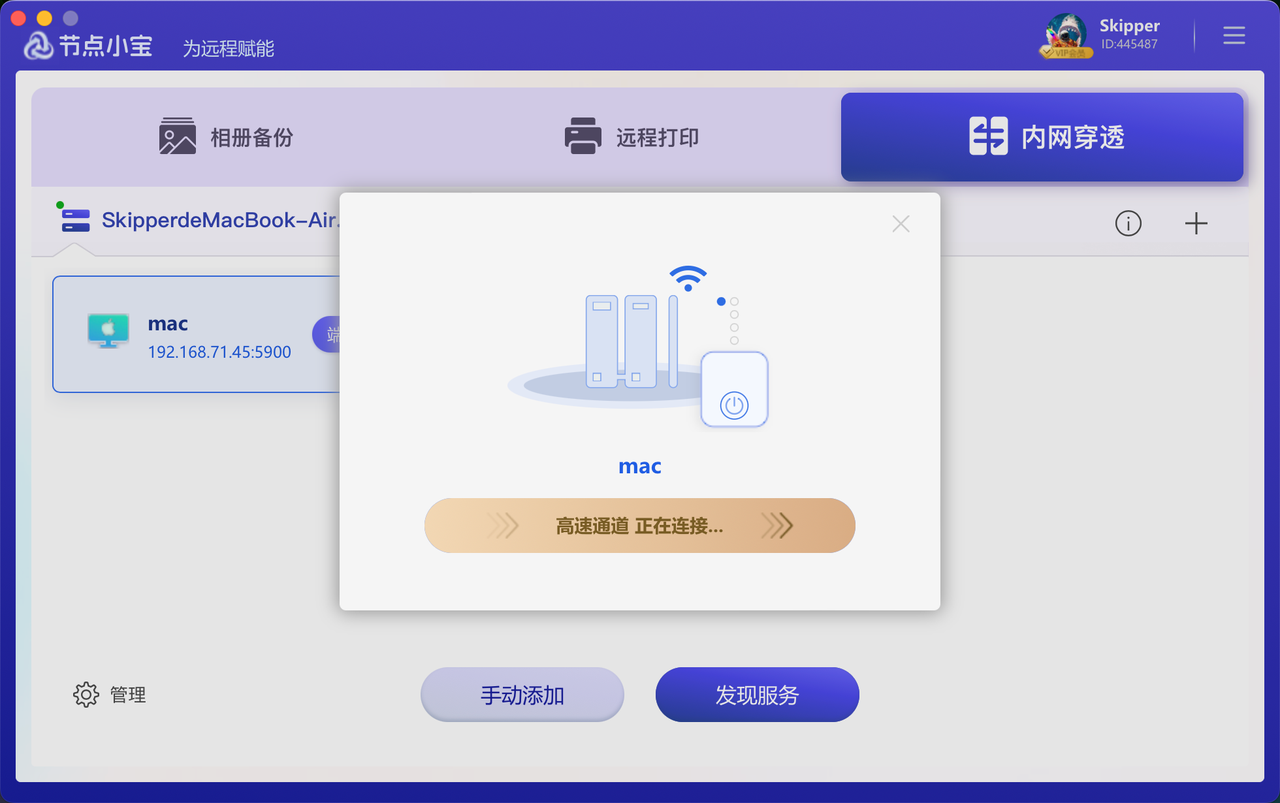 节点小宝
为远程赋能
Skipper
ID:445487
VIP会员
相册备份
远程打印
内网穿透
SkipperdeMacBook-Air.
mac
192.168.71.45:5900
端
mac
高速通道 正在连接...
管理
手动添加
发现服务